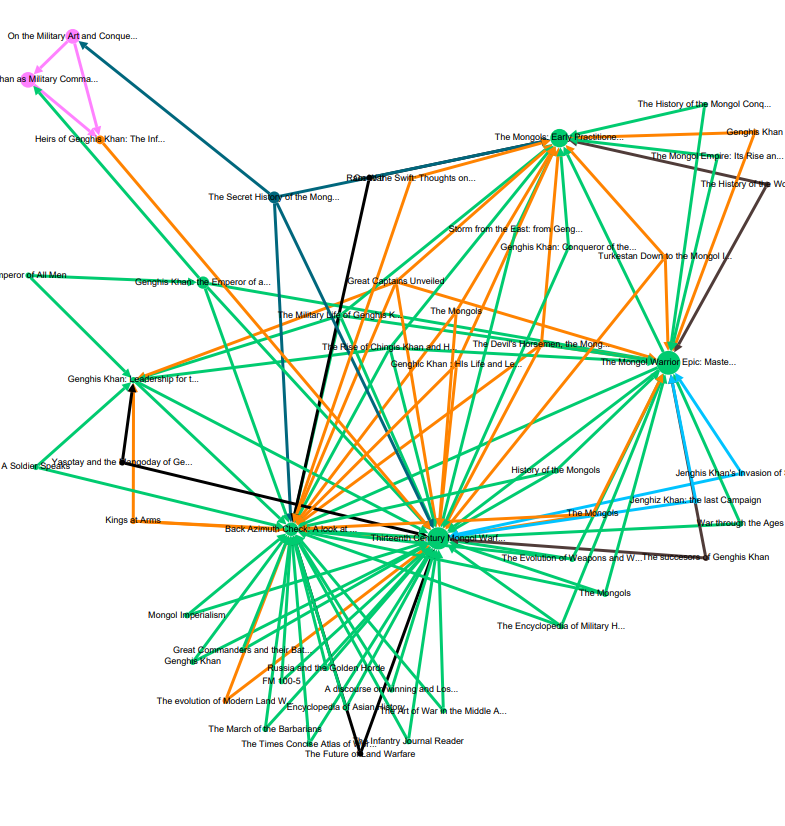 On the Military Art and Conque...
han as Military Comma...
The History of the Mongol Conq...
Genghis Khan
The Mongols: Early Practitione...
Heirs of Genghis Khan: The Inf...
The Mongol Empire: Its Rise an...
Swift: Thoughts on...
The History of the Wo
The Secret History of the Mong...
Storm from the East: from Geng...
Genghis Khan: Conqueror of the...
Turkestan Down to the Mongol I...
mperor of All Men
Genghis Khan: the Emperor of a...
Great Captains Unveiled
The Military Life of Genghis K...
The Mongols
The Rise of Chingis Khan and H...
The Devil's Horsemen, the Mong...
Genghic Khan : His Life and Le...
The Mongol Warrior Epic: Maste...
Genghis Khan: Leadership for t...
A Soldier Speaks
Yasotay and the Mangoday of Ge...
History of the Mongols
Jenghis Khan's Invasion of
Jenghiz Khan: the last Campaign
Kings at Arms
The Mongols
War through the Ages
Back Azimuth Check: A look at
Thirteenth Century Mongol Warf...
The Evolution of Weapons and W...
The successors of Genghis Khan
The Mongols
Mongol Imperialism
The Encyclopedia of Military H...
Great Commanders and their Bat...
Genghis Khan
Russia and the Golden Horde
FM 100-5
A discourse on winning and Los...
The evolution of Modern Land W...
Encyclopedia of Asian History
The Art of War in the Middle A...
The March of the Barbarians
The Times Concise Atlas of
The Infantry Journal Reader
The Future of Land Warfare